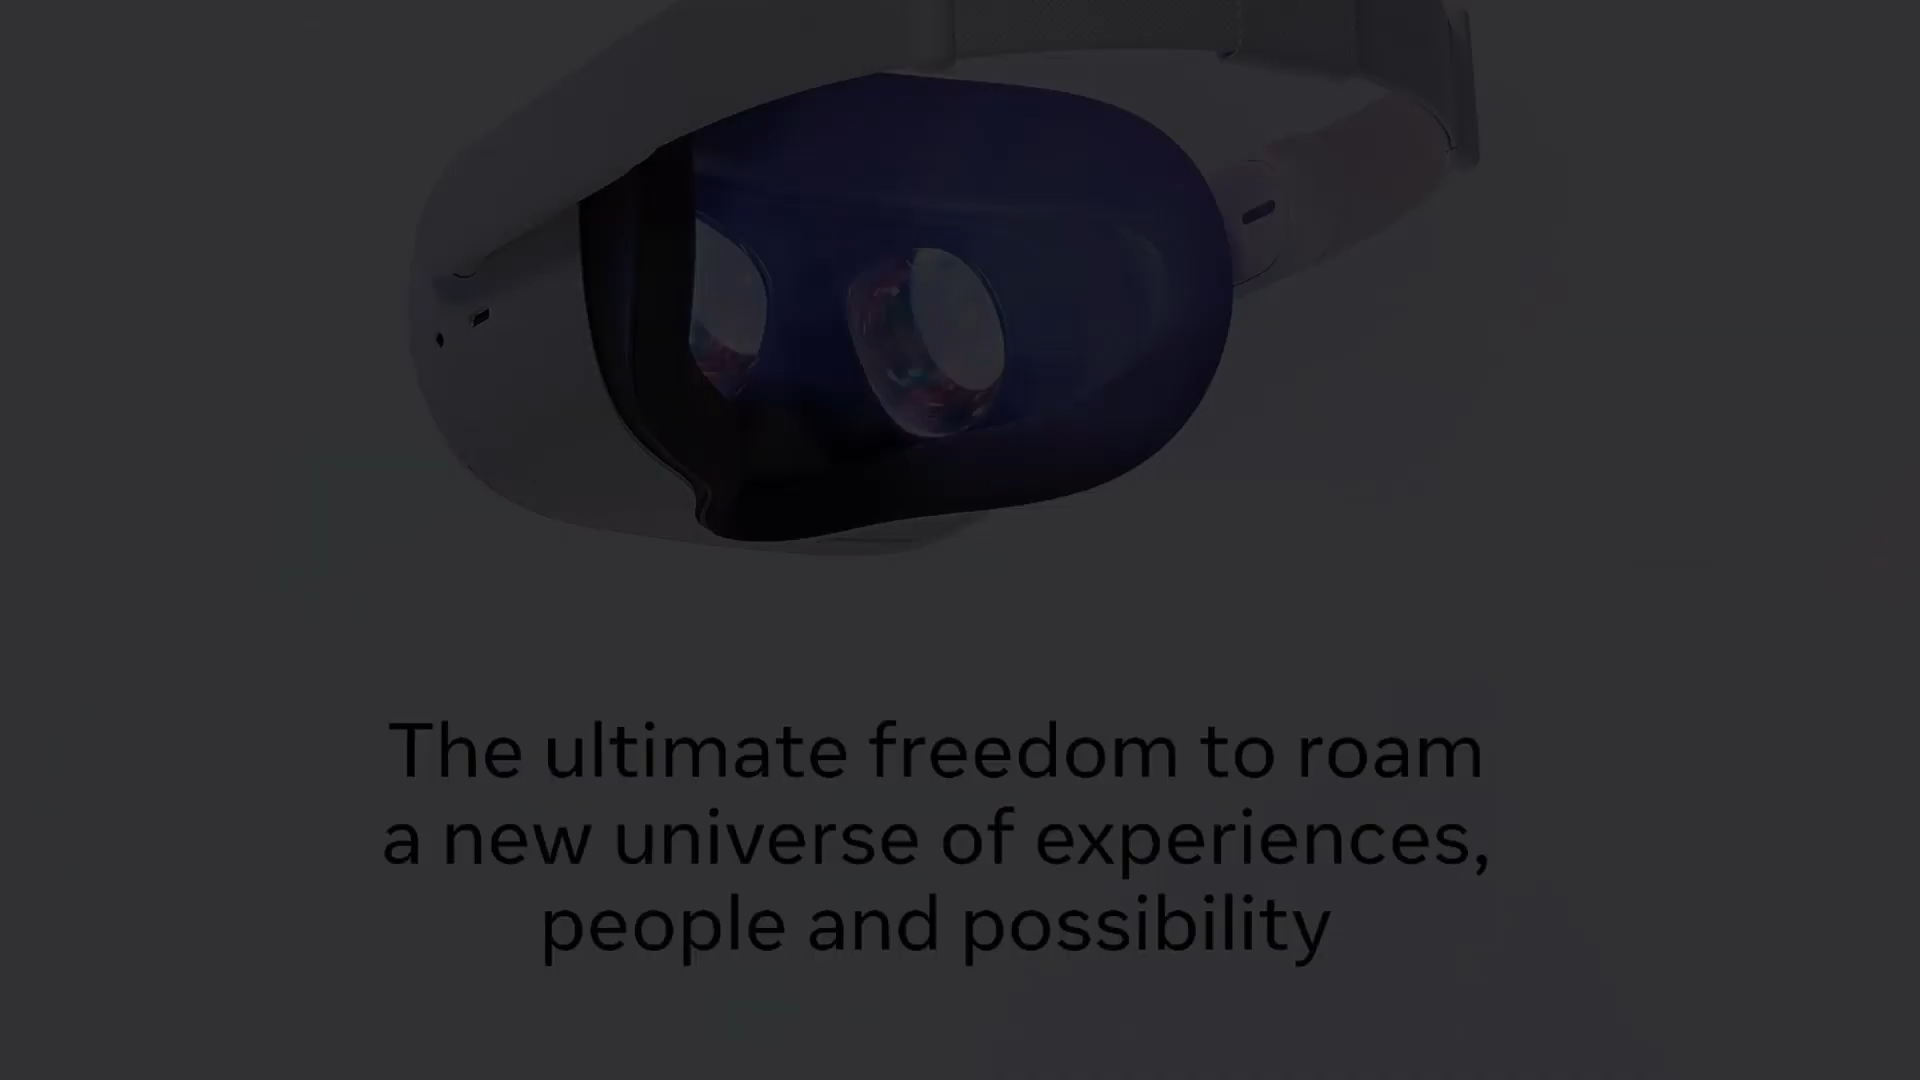 The ultimate freedom to roam
a new universe of experiences,
people and possibility